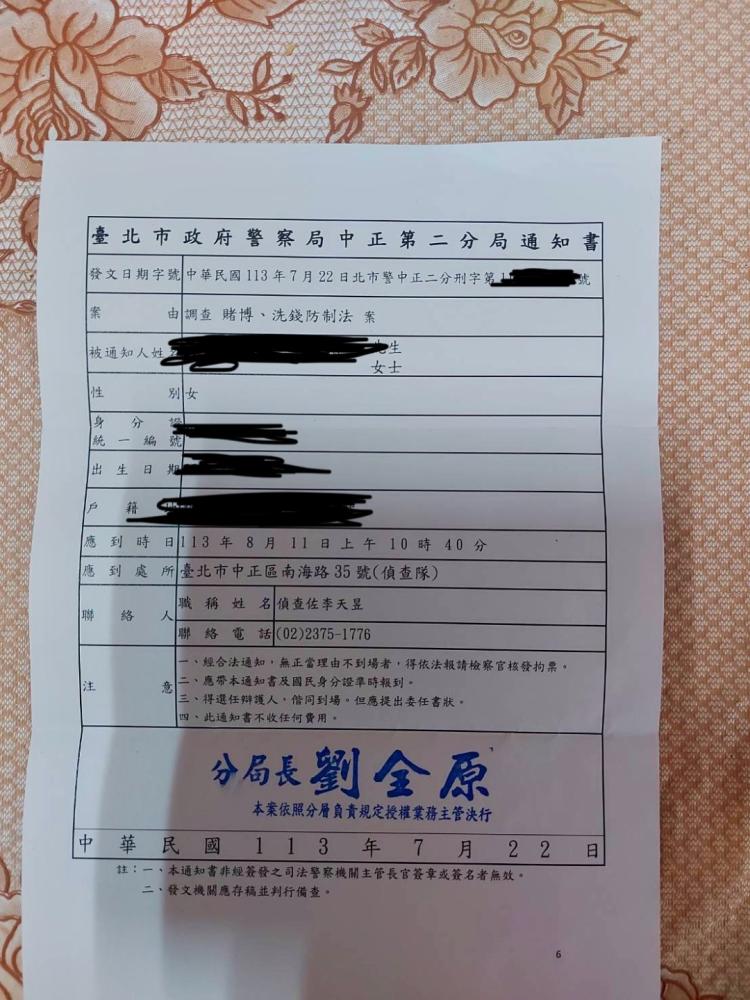 臺北市政府警察局中正第二分局通知書
發文日期字號 中華民國113年7月22日北市警中正二分刑字第 號
案由 調查 賭博、洗錢防制法 案
被通知人姓 先生
女士
性別 女
身分證
統一編號
出生日期
戶籍
應到時日 113年8月11日上午10時40分
應到處所 臺北市中正區南海路35號(偵查隊)
聯絡人 職稱姓名 偵查佐李天昱
聯絡電話 (02)2375-1776
注意 一、經合法通知,無正當理由不到場者,得依法報請檢察官核發拘票。
二、應帶本通知書及國民身分證準時報到。
三、得選任辯護人,偕同到場。但應提出委任書狀。
四、此通知書不收任何費用。
分局長 劉全原
本案依照分層負責規定授權業務主管決行
中華民國113年7月22日
註:一、本通知書非經簽發之司法警察機關主管長官簽章或簽名者無效。
二、發文機關應存稿並判行備查。
6